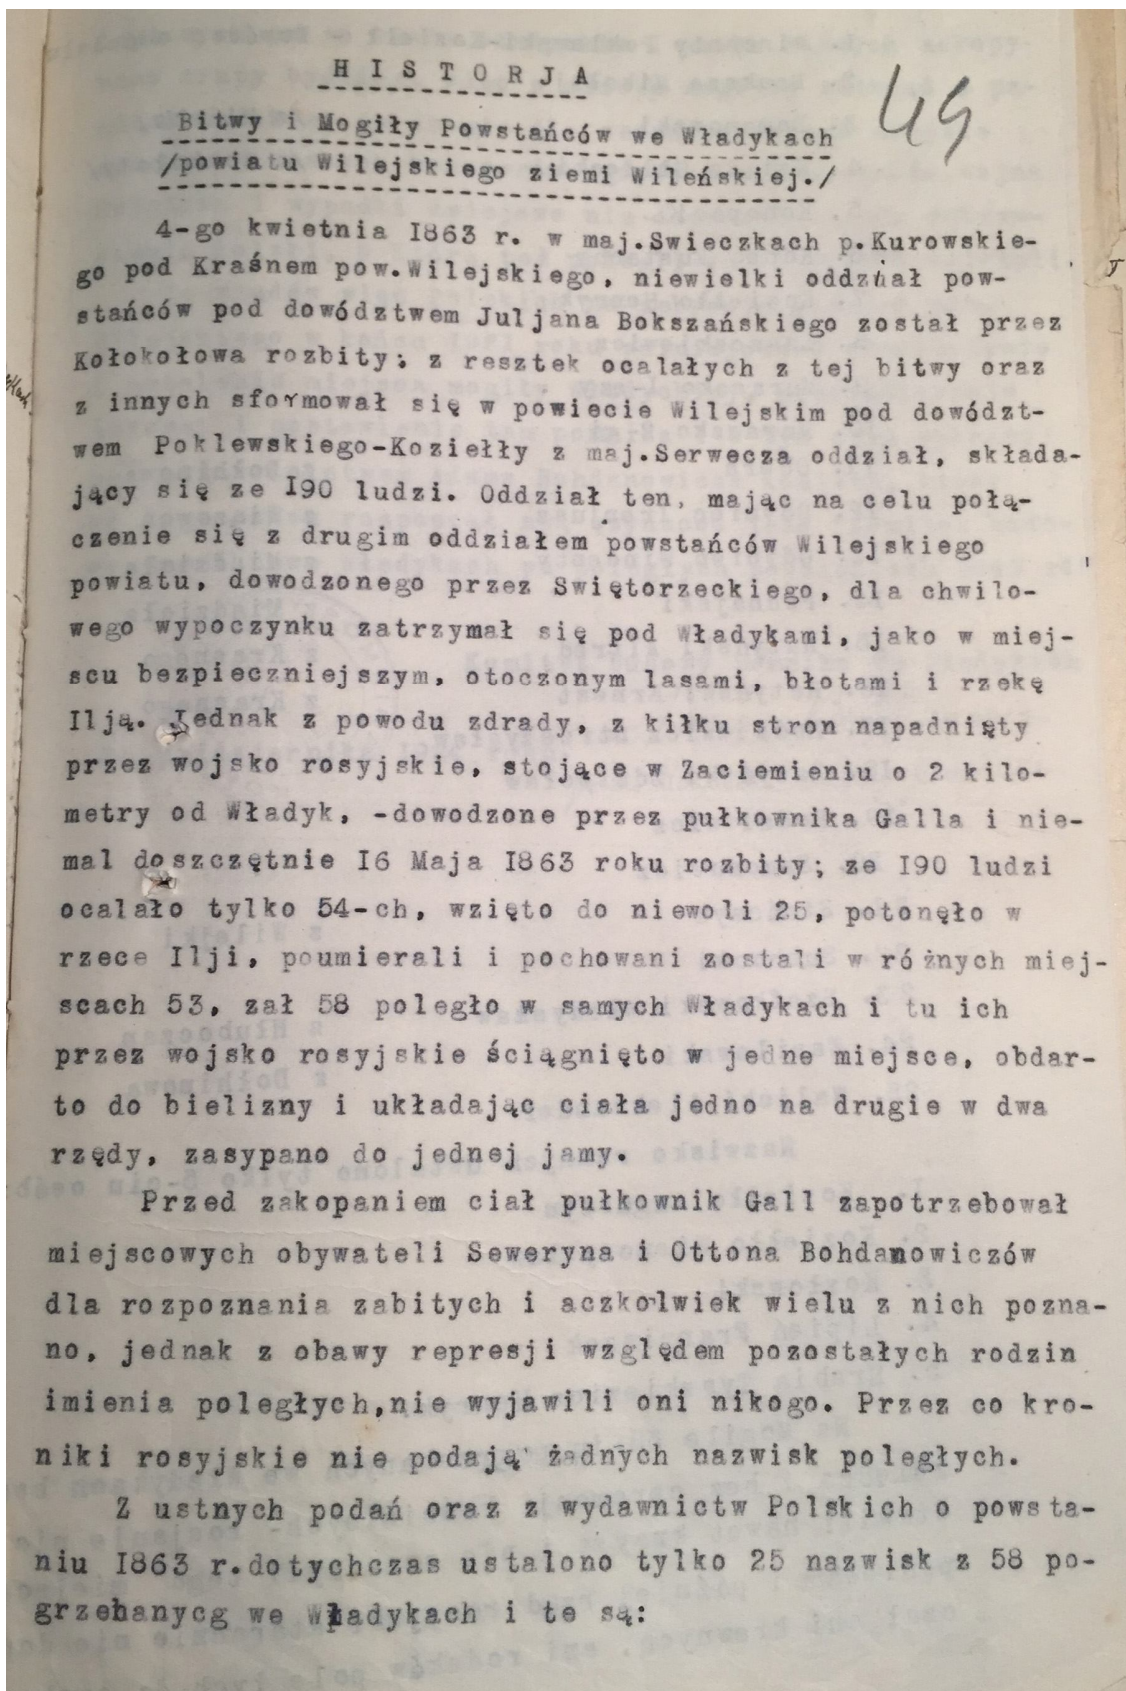 49
HISTORJA
Bitwy i Mogiły Powstańców we Władykach
/powiatu Wilejskiego ziemi Wileńskiej./
4-go kwietnia I863 r. w maj.Swieczkach p.Kurowskie-
go pod Kraśnem pow.Wilejskiego, niewielki oddział pow-
stańców pod dowództwem Juljana Bokszańskiego został przez
Kołokołowa rozbity; z resztek ocalałych z tej bitwy oraz
z innych sformował się w powiecie Wilejskim pod dowództ-
wem Poklewskiego-Koziełły z maj.Serwecza oddział, składa-
jący się ze I90 ludzi. Oddział ten, mając na celu połą-
czenie się z drugim oddziałem powstańców Wilejskiego
powiatu, dowodzonego przez Swiętorzeckiego, dla chwilo-
wego wypoczynku zatrzymał się pod Władykami, jako w miej-
scu bezpieczniejszym, otoczonym lasami, błotami i rzekę
Ilją. Jednak z powodu zdrady, z kiłku stron napadnięty
przez wojsko rosyjskie, stojące w Zaciemieniu o 2 kilo-
metry od Władyk, -dowodzone przez pułkownika Galla i nie-
mal doszczętnie I6 Maja I863 roku rozbity; ze I90 ludzi
ocalało tylko 54-ch, wzięto do niewoli 25, potonęło w
rzece Ilji, poumierali i pochowani zostali w różnych miej-
scach 53, zał 58 poległo w samych Władykach i tu ich
przez wojsko rosyjskie ściągnięto w jedne miejsce, obdar-
to do bielizny i układając ciała jedno na drugie w dwa
rzędy, zasypano do jednej jamy.
Przed zakopaniem ciał pułkownik Gall zapotrzebował
miejscowych obywateli Seweryna i Ottona Bohdanowiczów
dla rozpoznania zabitych i aczkolwiek wielu z nich pozna-
no, jednak z obawy represji względem pozostałych rodzin
imienia poległych,nie wyjawili oni nikogo. Przez co kro-
niki rosyjskie nie podają żadnych nazwisk poległych.
Z ustnych podań oraz z wydawnictw Polskich o powsta-
niu I863 r.dotychczas ustalono tylko 25 nazwisk z 58 po-
grzehanycg we Władykach i te są: